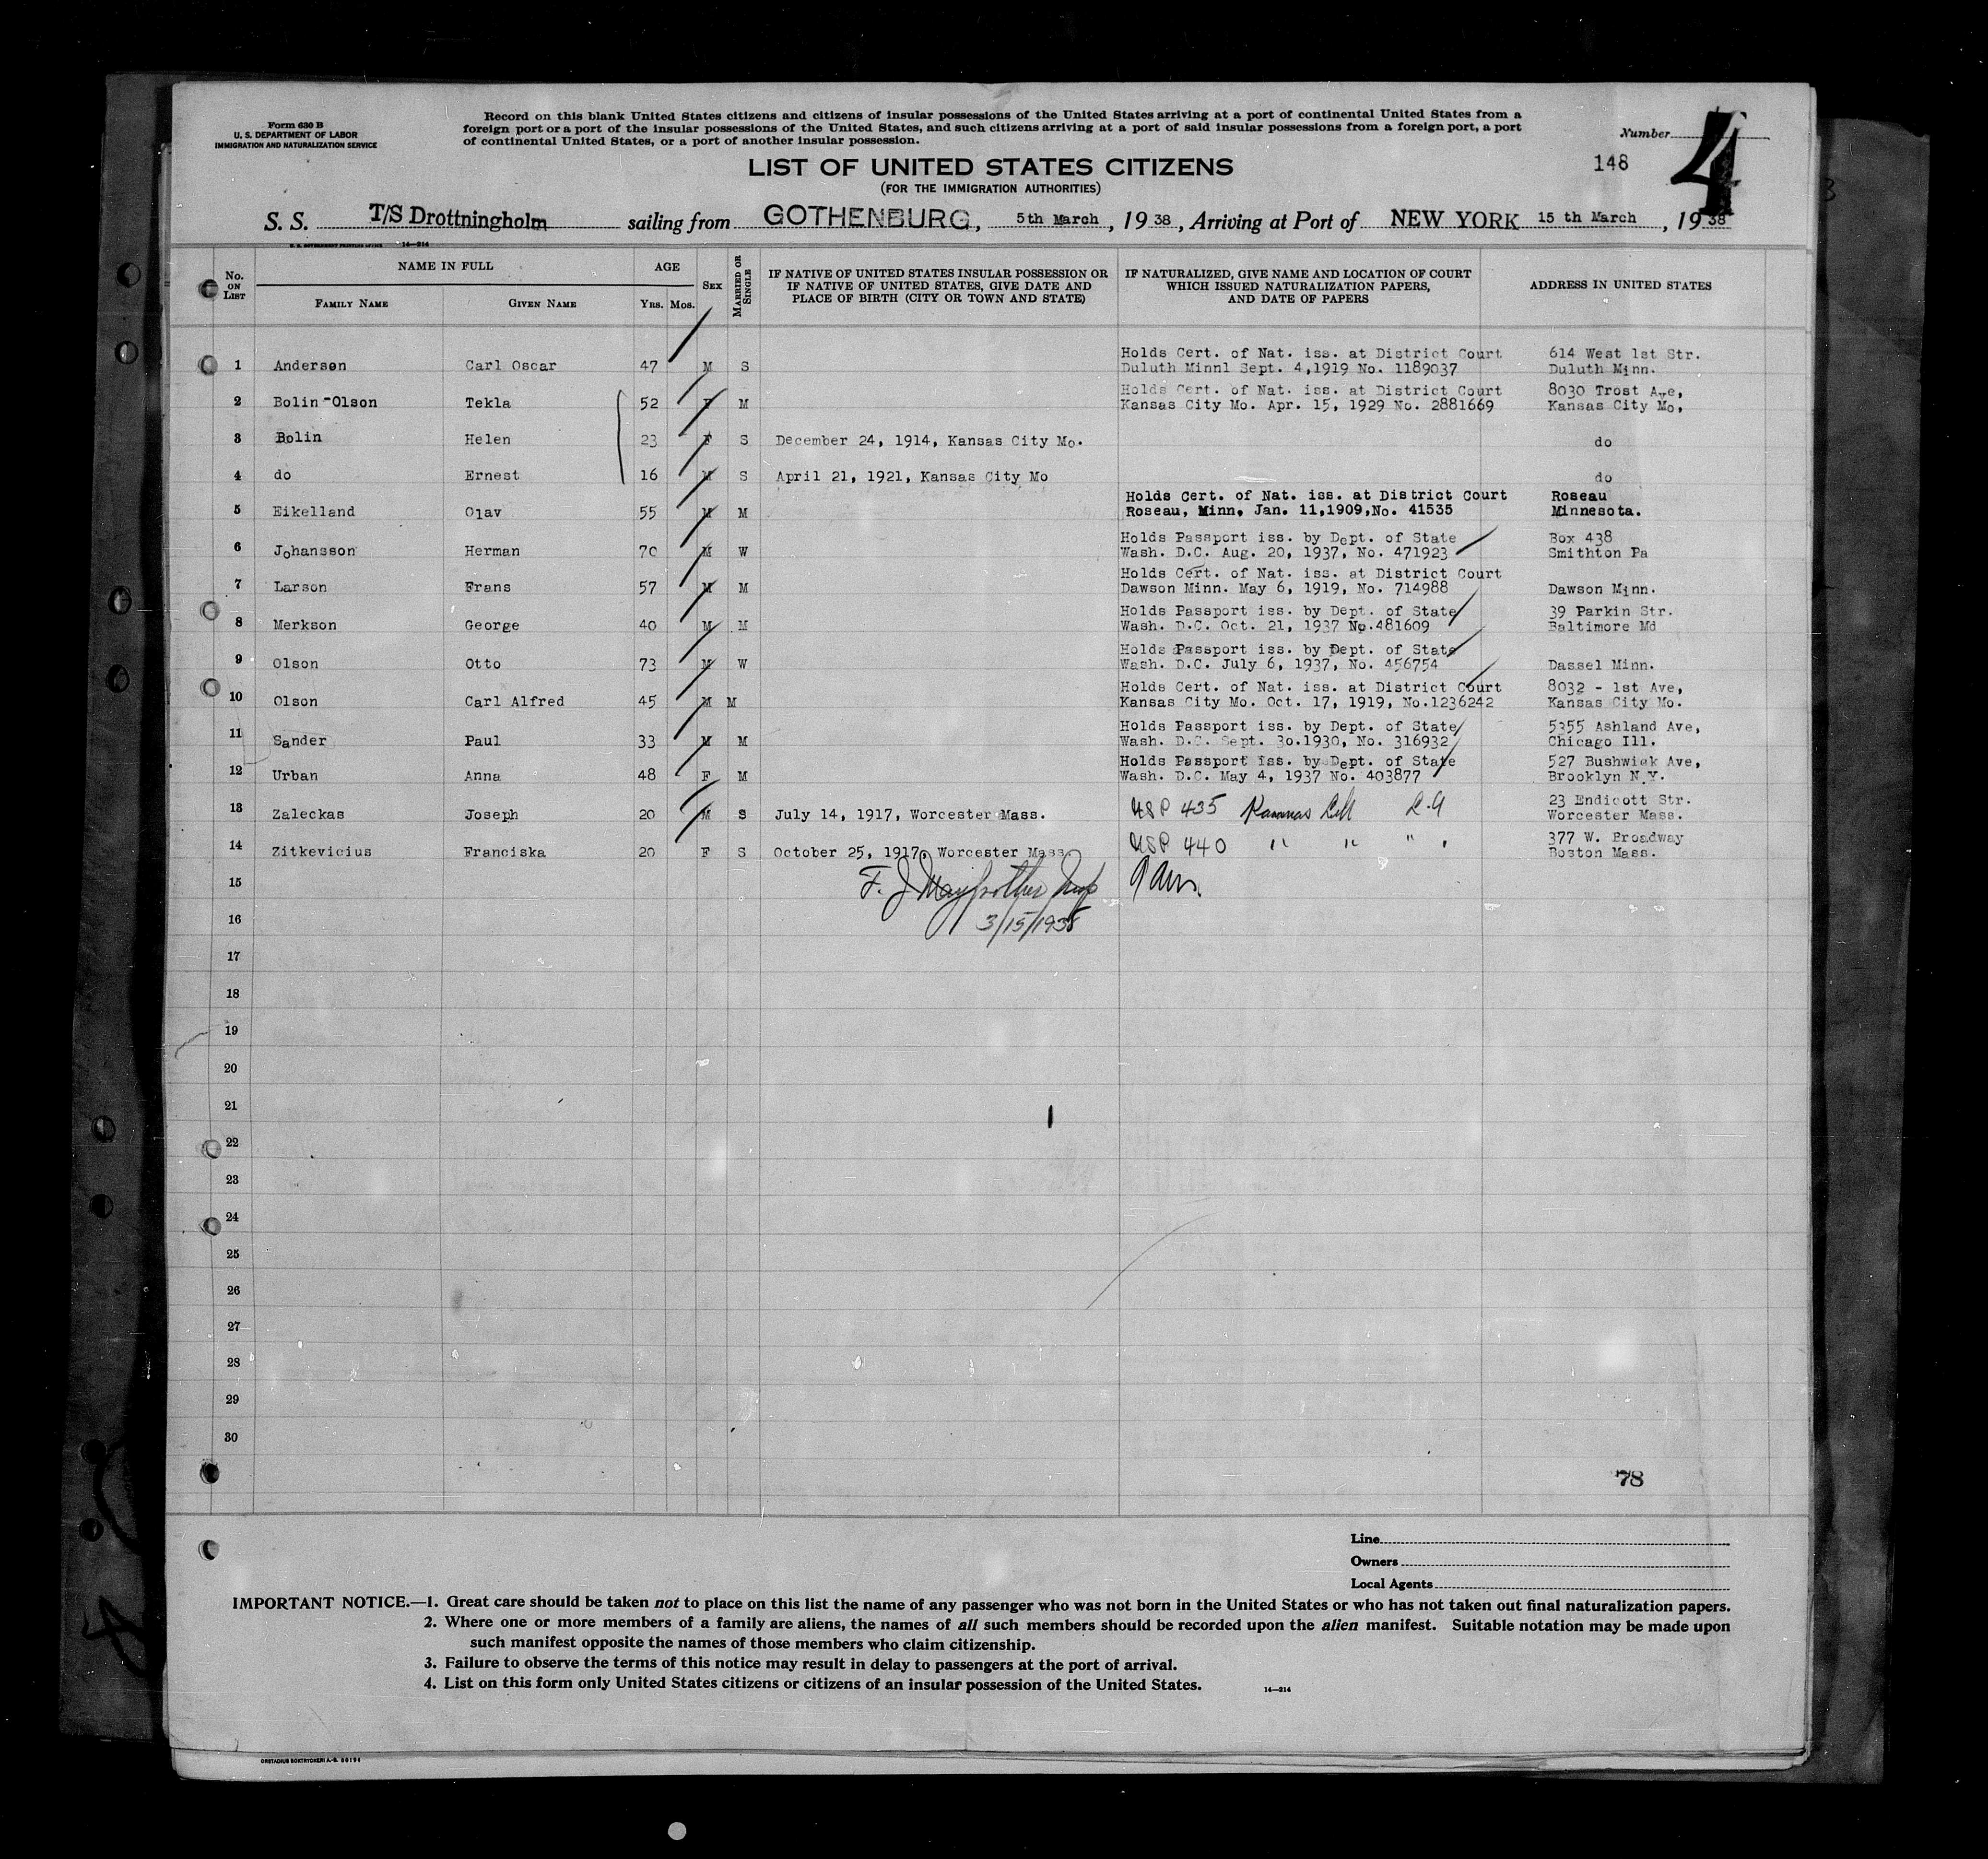 Form 630 B
U. S. DEPARTMENT OF LABOR
IMMIGRATION AND NATURALIZATION SERVICE
Record on this blank United States citizens and citizens of insular possessions of the United States arriving at a port of continental United States from a
foreign port or a port of the insular possessions of the United States, and such citizens arriving at a port of said insular possessions from a foreign port, a port
of continental United States, or a port of another insular possession.
Number
148
4
LIST OF UNITED STATES CITIZENS
(FOR THE IMMIGRATION AUTHORITIES)
S. S. T/S Drottningholm sailing from GOTHENBURG, 5th March, 1938, Arriving at Port of NEW YORK 15 th March, 1938
14—214
No. ON LIST
NAME IN FULL
FAMILY NAME GIVEN NAME
AGE
YRS. MOS.
SEX
MARRIED OR SINGLE
IF NATIVE OF UNITED STATES INSULAR POSSESSION OR
IF NATIVE OF UNITED STATES, GIVE DATE AND
PLACE OF BIRTH (CITY OR TOWN AND STATE)
IF NATURALIZED, GIVE NAME AND LOCATION OF COURT
WHICH ISSUED NATURALIZATION PAPERS,
AND DATE OF PAPERS
ADDRESS IN UNITED STATES
Holds Cert. of Nat. iss. at District Court 614 West 1st Str.
1 Anderson Carl Oscar 47 M S Duluth Minnl Sept. 4,1919 No. 1189037 Duluth Minn.
Holds Cert. of Nat. iss. at District Court 8030 Trost Ave,
2 Bolin-Olson Tekla 52 F M Kansas City Mo. Apr. 15, 1929 No. 2881669 Kansas City Mo,
3 Bolin Helen 23 F S December 24, 1914, Kansas City Mo. do
4 do Ernest 16 M S April 21, 1921, Kansas City Mo do
Holds Cert. of Nat. iss. at District Court Roseau
5 Eikelland Olav 55 M M Roseau, Minn. Jan. 11,1909,No. 41535 Minnesota.
Holds Passport iss. by Dept. of State Box 438
6 Johansson Herman 70 M W Wash. D.C. Aug. 20, 1937, No. 471923 Smithton Pa
Holds Cert. of Nat. iss. at District Court
7 Larson Frans 57 M M Dawson Minn. May 6, 1919, No. 714988 Dawson Minn.
Holds Passport iss. by Dept. of State 39 Parkin Str.
8 Merkson George 40 M M Wash. D.C. Oct. 21, 1937 No.481609 Baltimore Md
Holds Passport iss. by Dept. of State
9 Olson Otto 73 M W Wash. D.C. July 6, 1937, No. 456754 Dassel Minn.
Holds Cert. of Nat. iss. at District Court 8032 - 1st Ave,
10 Olson Carl Alfred 45 M M Kansas City Mo. Oct. 17, 1919, No.1236242 Kansas City Mo.
Holds Passport iss. by Dept. of State 5355 Ashland Ave,
11 Sander Paul 33 M M Wash. D.C. Sept. 30.1930, No. 316932 Chicago Ill.
Holds Passport iss. by Dept. of State 527 Bushwiak Ave,
12 Urban Anna 48 F M Wash. D.C. May 4, 1937 No. 403877 Brooklyn N.Y.
23 Endicott Str.
13 Zaleckas Joseph 20 M S July 14, 1917, Worcester Mass. USP 435 Worcester Mass.
377 W. Broadway
14 Zitkevicius Franciska 20 F S October 25, 1917, Worcester Mass. USP 440 " " " " Boston Mass.
15 F. J. Insp
16 3/15/1938
17
18
19
20
21
22
23
24
25
26
27
28
29
30
78
Line
Owners
Local Agents
IMPORTANT NOTICE.—1. Great care should be taken not to place on this list the name of any passenger who was not born in the United States or who has not taken out final naturalization papers.
2. Where one or more members of a family are aliens, the names of all such members should be recorded upon the alien manifest. Suitable notation may be made upon
such manifest opposite the names of those members who claim citizenship.
3. Failure to observe the terms of this notice may result in delay to passengers at the port of arrival.
4. List on this form only United States citizens or citizens of an insular possession of the United States. 14—214